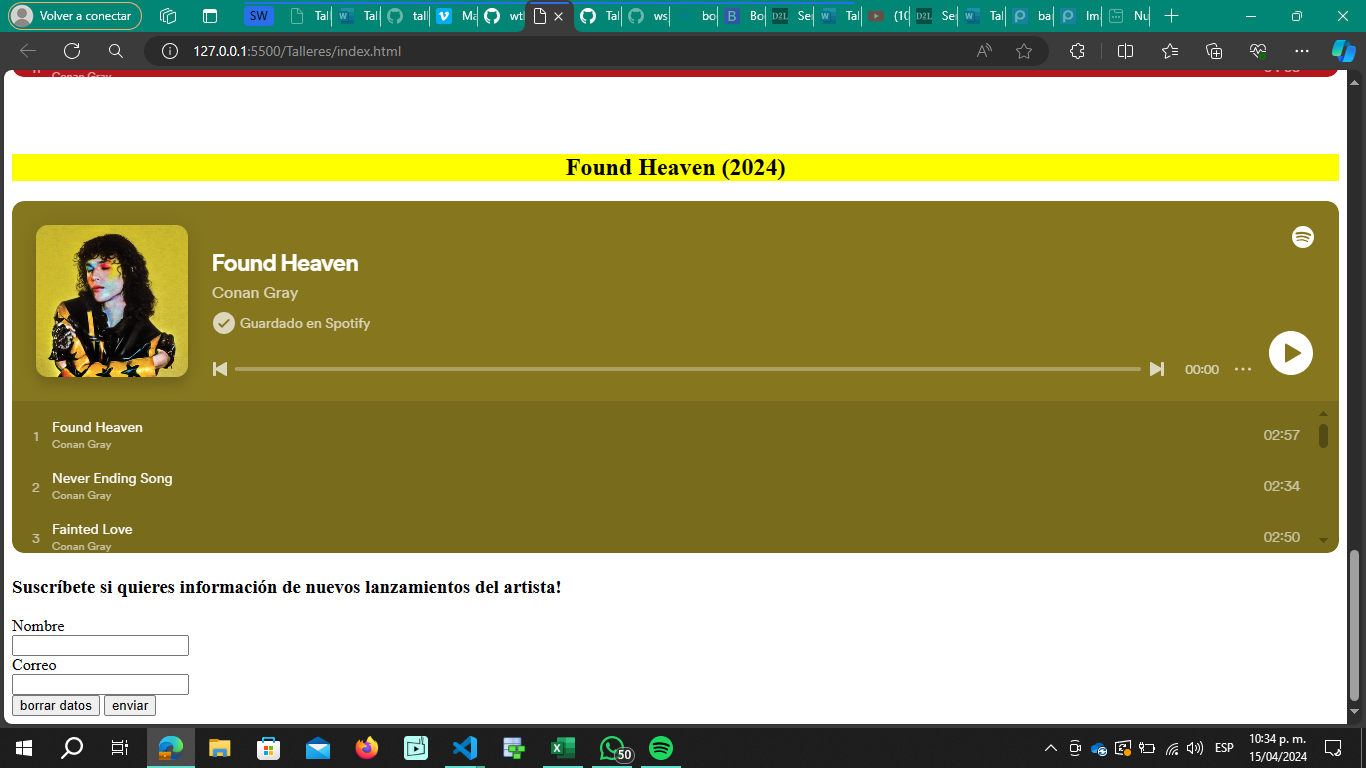 Volver a conectar
SW
Tal
Tal
tall
Ma
wt
Tal
ws
bo
Bo
Se
Tal
(10
Se
Tal
ba
Im
Nu
127.0.0.1:5500/Talleres/index.html
Conan Gray
Found Heaven (2024)
Found Heaven
Conan Gray
Guardado en Spotify
00:00
1 Found Heaven 02:57
Conan Gray
2 Never Ending Song 02:34
Conan Gray
3 Fainted Love 02:50
Conan Gray
Suscríbete si quieres información de nuevos lanzamientos del artista!
Nombre
Correo
borrar datos enviar
50
ESP
10:34 p. m.
15/04/2024